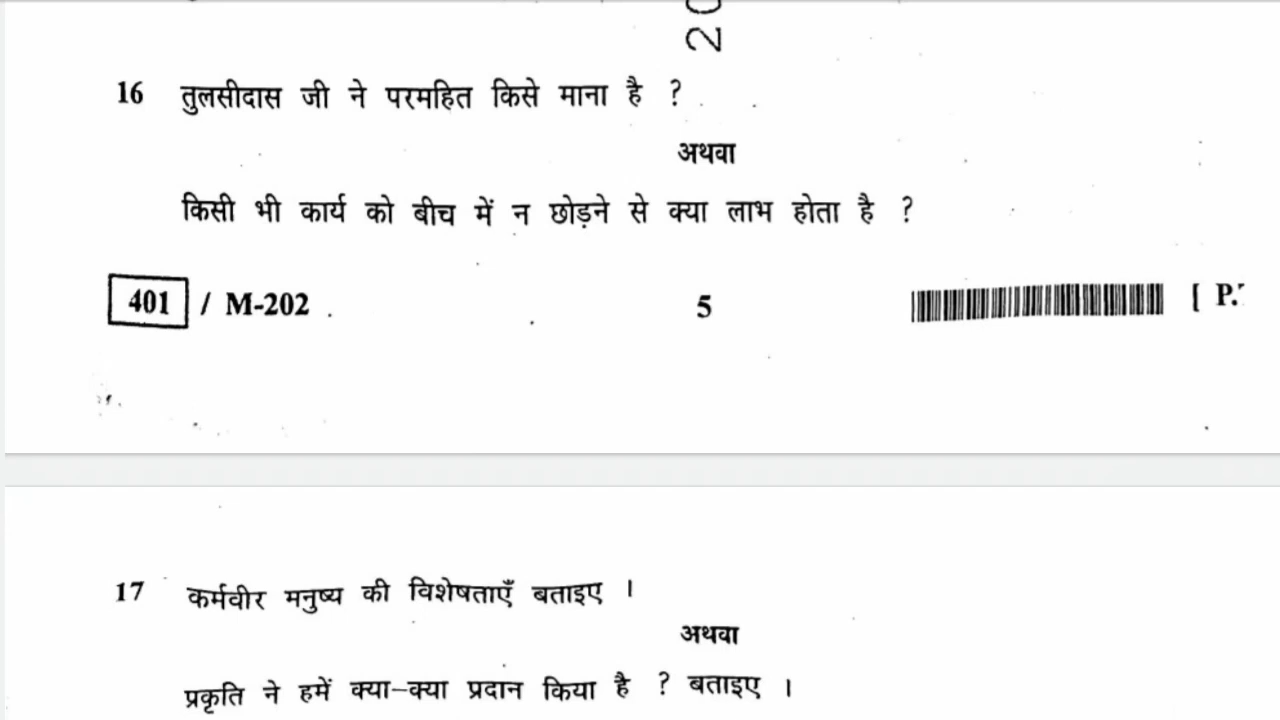 20
16 तुलसीदास जी ने परमहित किसे माना है ?
अथवा
किसी भी कार्य को बीच में न छोड़ने से क्या लाभ होता है ?
401 / M-202 5 [ P.
17 कर्मवीर मनुष्य की विशेषताएँ बताइए ।
अथवा
प्रकृति ने हमें क्या-क्या प्रदान किया है ? बताइए ।